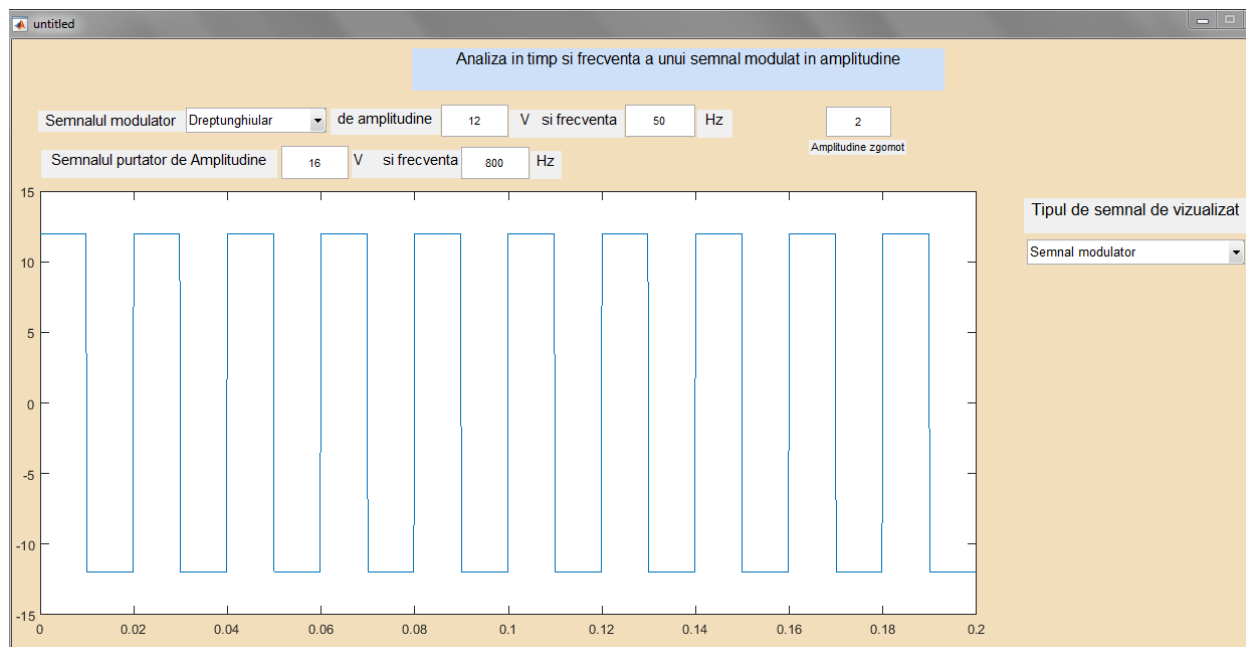 untitled
Analiza in timp si frecventa a unui semnal modulat in amplitudine
Semnalul modulator Dreptunghiular de amplitudine 12 V si frecventa 50 Hz 2
Amplitudine zgomot
Semnalul purtator de Amplitudine 16 V si frecventa 800 Hz
Tipul de semnal de vizualizat
Semnal modulator
15
10
5
0
-5
-10
-15
0 0.02 0.04 0.06 0.08 0.1 0.12 0.14 0.16 0.18 0.2